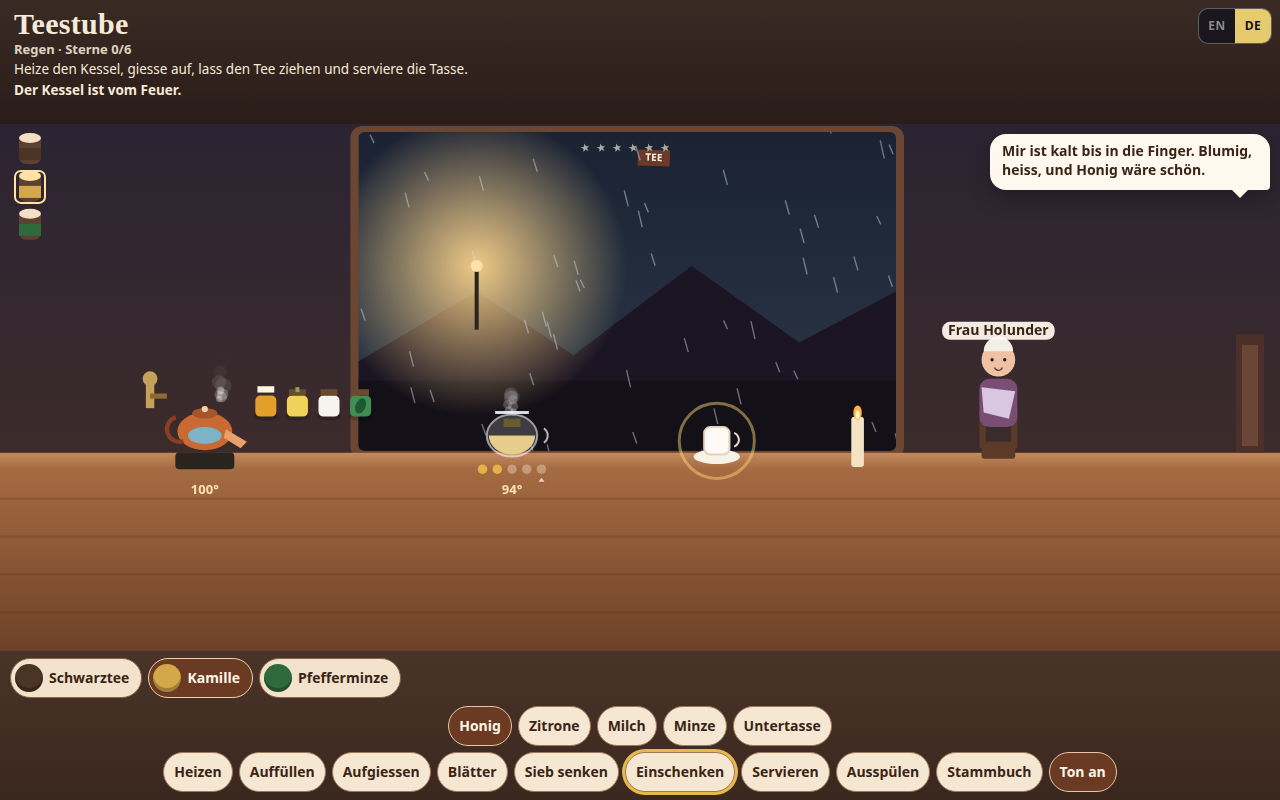 Teestube
EN DE
Regen · Sterne 0/6
Heize den Kessel, giesse auf, lass den Tee ziehen und serviere die Tasse.
Der Kessel ist vom Feuer.
TEE
Mir ist kalt bis in die Finger. Blumig,
heiss, und Honig wäre schön.
Frau Holunder
100°
94°
Schwarztee Kamille Pfefferminze
Honig Zitrone Milch Minze Untertasse
Heizen Auffüllen Aufgiessen Blätter Sieb senken Einschenken Servieren Ausspülen Stammbuch Ton an